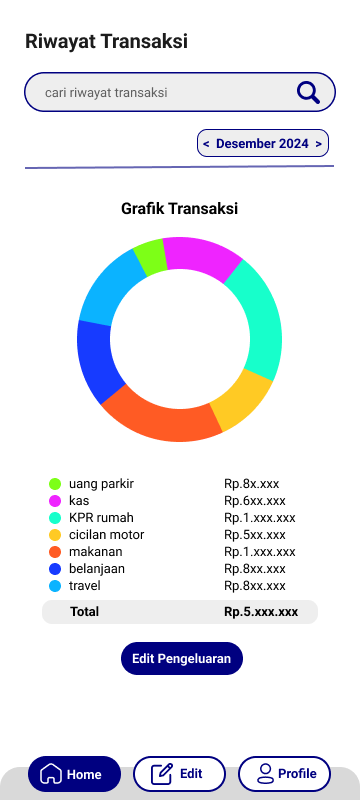 Riwayat Transaksi
cari riwayat transaksi
< Desember 2024 >
Grafik Transaksi
uang parkir Rp.8x.xxx
kas Rp.6xx.xxx
KPR rumah Rp.1.xxx.xxx
cicilan motor Rp.5xx.xxx
makanan Rp.1.xxx.xxx
belanjaan Rp.8xx.xxx
travel Rp.8xx.xxx
Total Rp.5.xxx.xxx
Edit Pengeluaran
Home Edit Profile